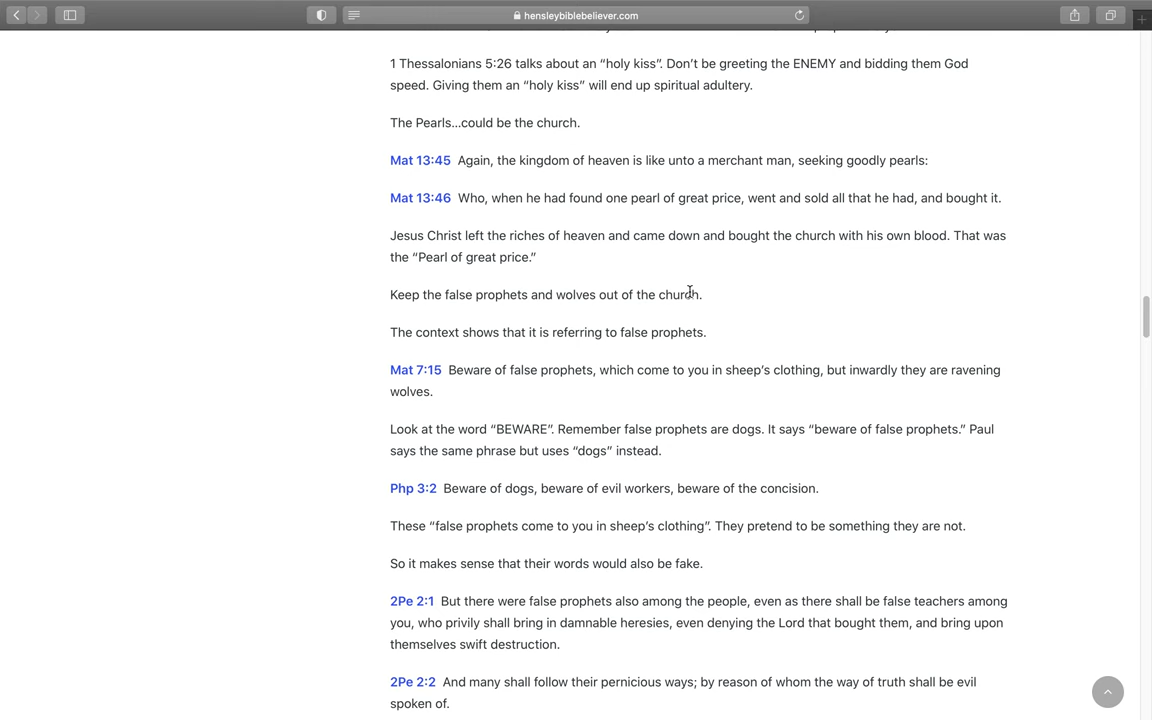 hensleybiblebeliever.com
1 Thessalonians 5:26 talks about an “holy kiss”. Don’t be greeting the ENEMY and bidding them God
speed. Giving them an “holy kiss” will end up spiritual adultery.
The Pearls…could be the church.
Mat 13:45 Again, the kingdom of heaven is like unto a merchant man, seeking goodly pearls:
Mat 13:46 Who, when he had found one pearl of great price, went and sold all that he had, and bought it.
Jesus Christ left the riches of heaven and came down and bought the church with his own blood. That was
the “Pearl of great price.”
Keep the false prophets and wolves out of the church.
The context shows that it is referring to false prophets.
Mat 7:15 Beware of false prophets, which come to you in sheep’s clothing, but inwardly they are ravening
wolves.
Look at the word “BEWARE”. Remember false prophets are dogs. It says “beware of false prophets.” Paul
says the same phrase but uses “dogs” instead.
Php 3:2 Beware of dogs, beware of evil workers, beware of the concision.
These “false prophets come to you in sheep’s clothing”. They pretend to be something they are not.
So it makes sense that their words would also be fake.
2Pe 2:1 But there were false prophets also among the people, even as there shall be false teachers among
you, who privily shall bring in damnable heresies, even denying the Lord that bought them, and bring upon
themselves swift destruction.
2Pe 2:2 And many shall follow their pernicious ways; by reason of whom the way of truth shall be evil
spoken of.